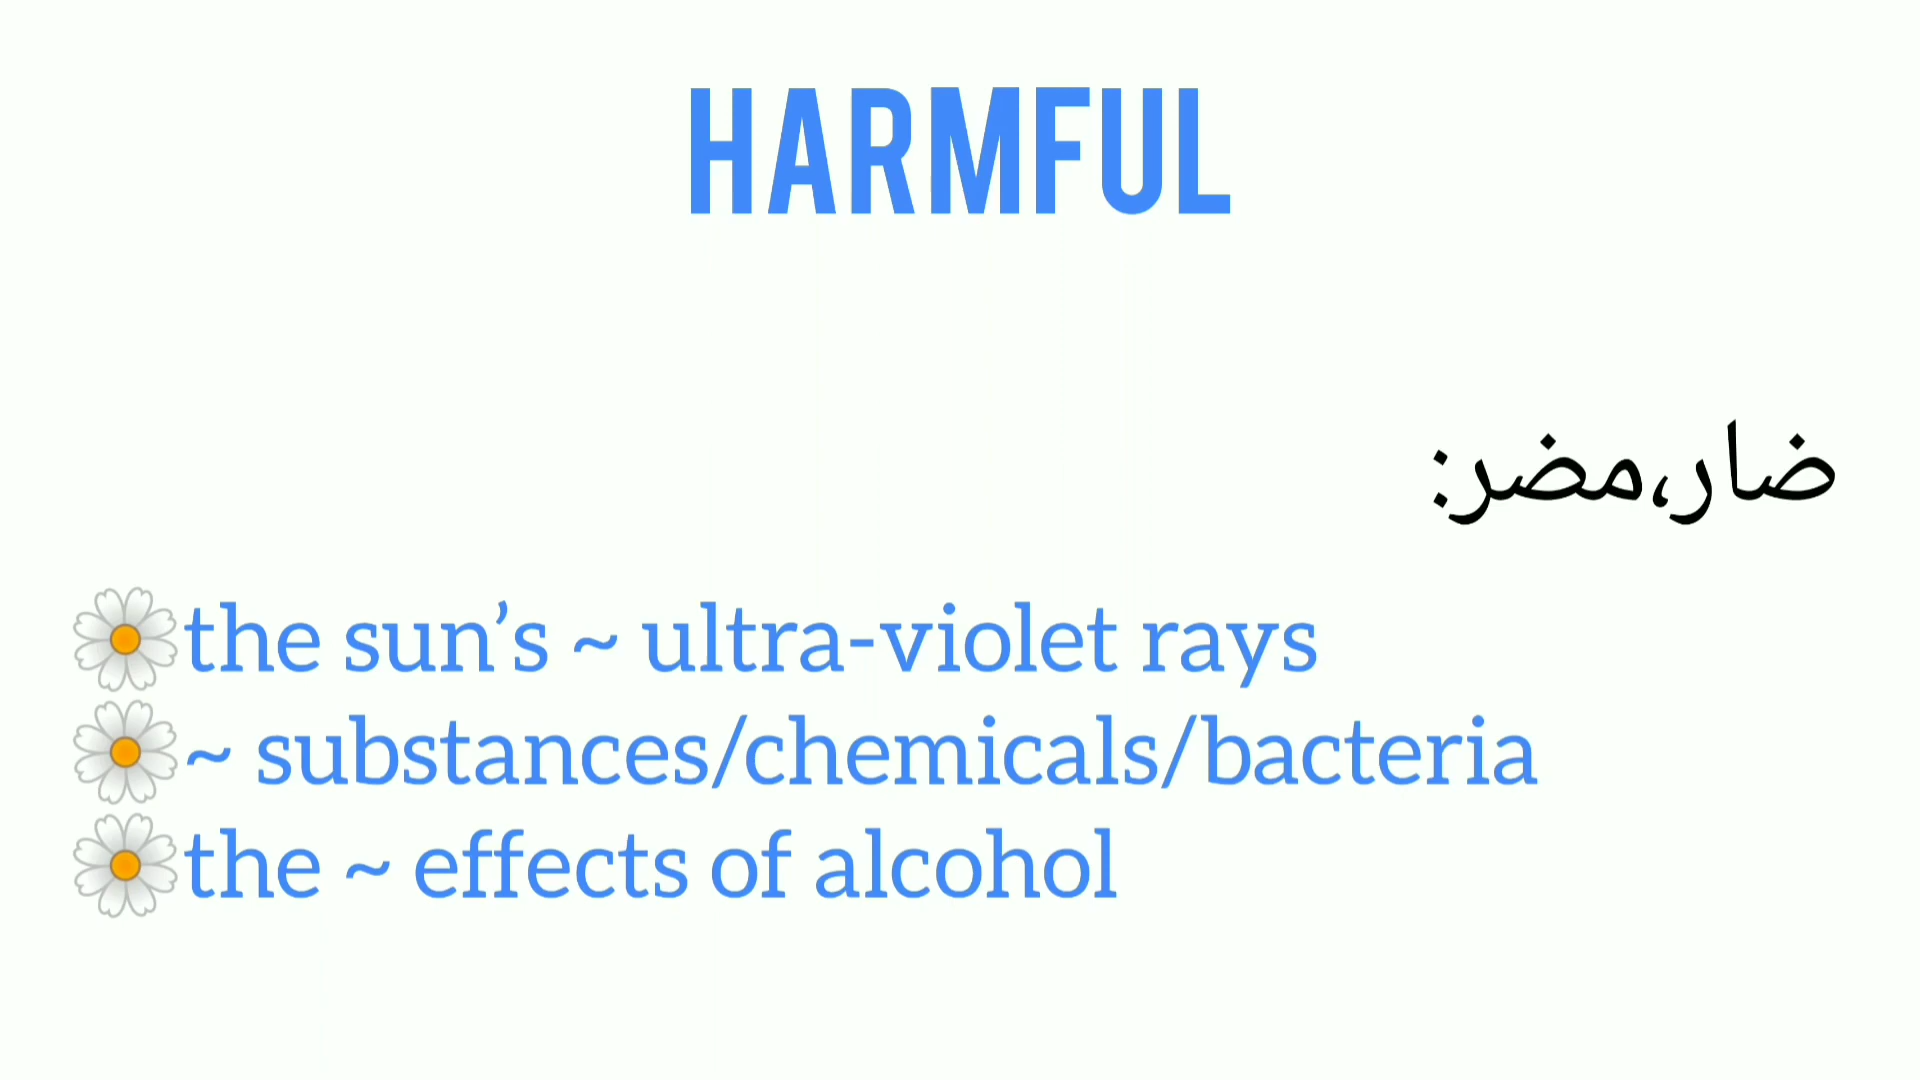 HARMFUL
ضار،مضر:
the sun’s ~ ultra-violet rays
~ substances/chemicals/bacteria
the ~ effects of alcohol